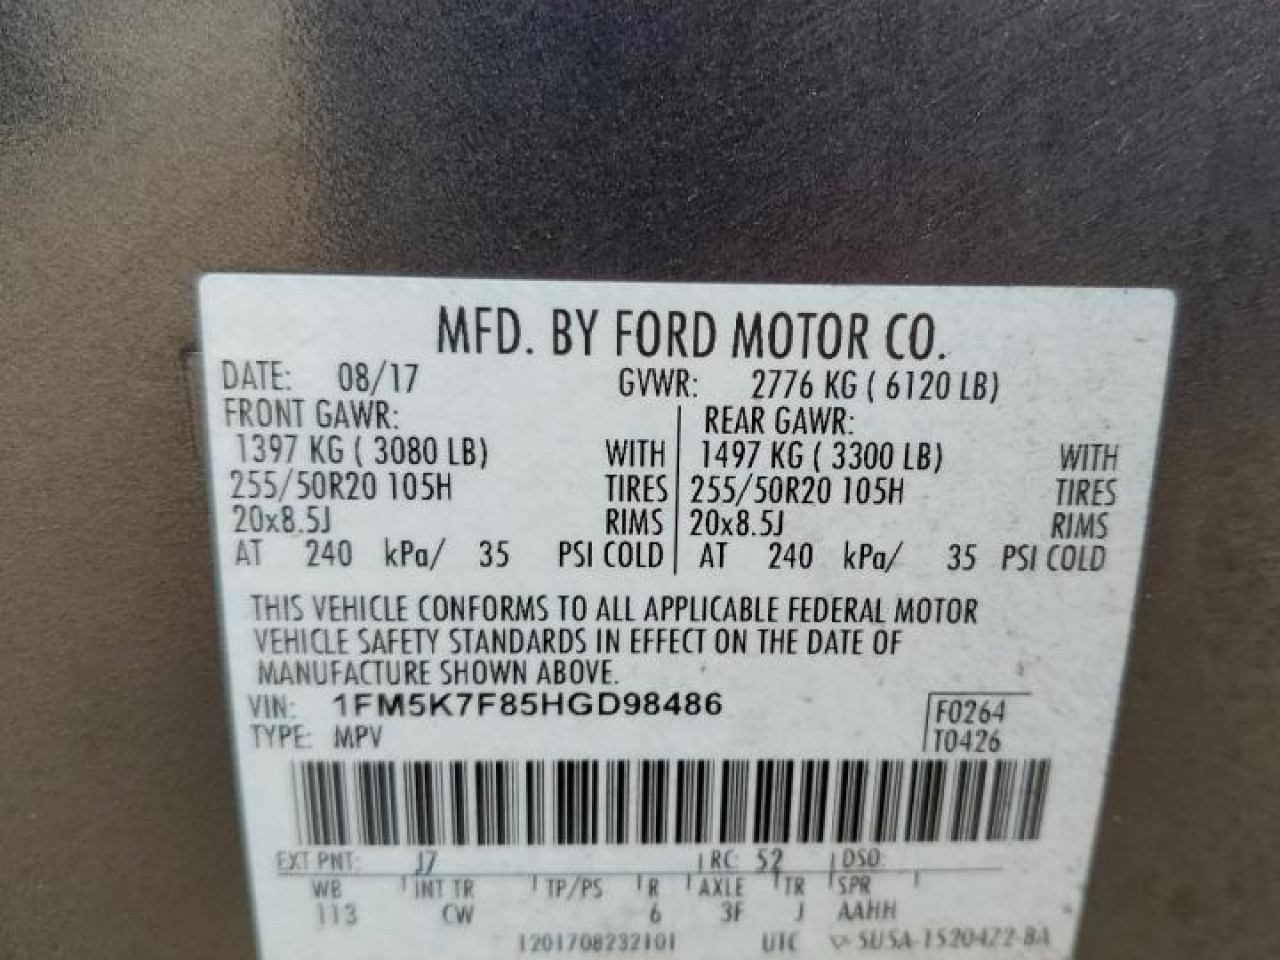 MFD. BY FORD MOTOR CO.
DATE: 08/17 GVWR: 2776 KG ( 6120 LB)
FRONT GAWR: REAR GAWR:
1397 KG ( 3080 LB) WITH 1497 KG ( 3300 LB) WITH
255/50R20 105H TIRES 255/50R20 105H TIRES
20x8.5J RIMS 20x8.5J RIMS
AT 240 kPa/ 35 PSI COLD AT 240 kPa/ 35 PSI COLD
THIS VEHICLE CONFORMS TO ALL APPLICABLE FEDERAL MOTOR
VEHICLE SAFETY STANDARDS IN EFFECT ON THE DATE OF
MANUFACTURE SHOWN ABOVE.
VIN: 1FM5K7F85HGD98486 F0264
TYPE: MPV T0426
EXT PNT: J7 RC: 52 DSO:
WB INT TR TP/PS R AXLE TR SPR
113 CW 6 3F J AAHH
1201708232101 UTC ▽ 5U5A-1520472-BA